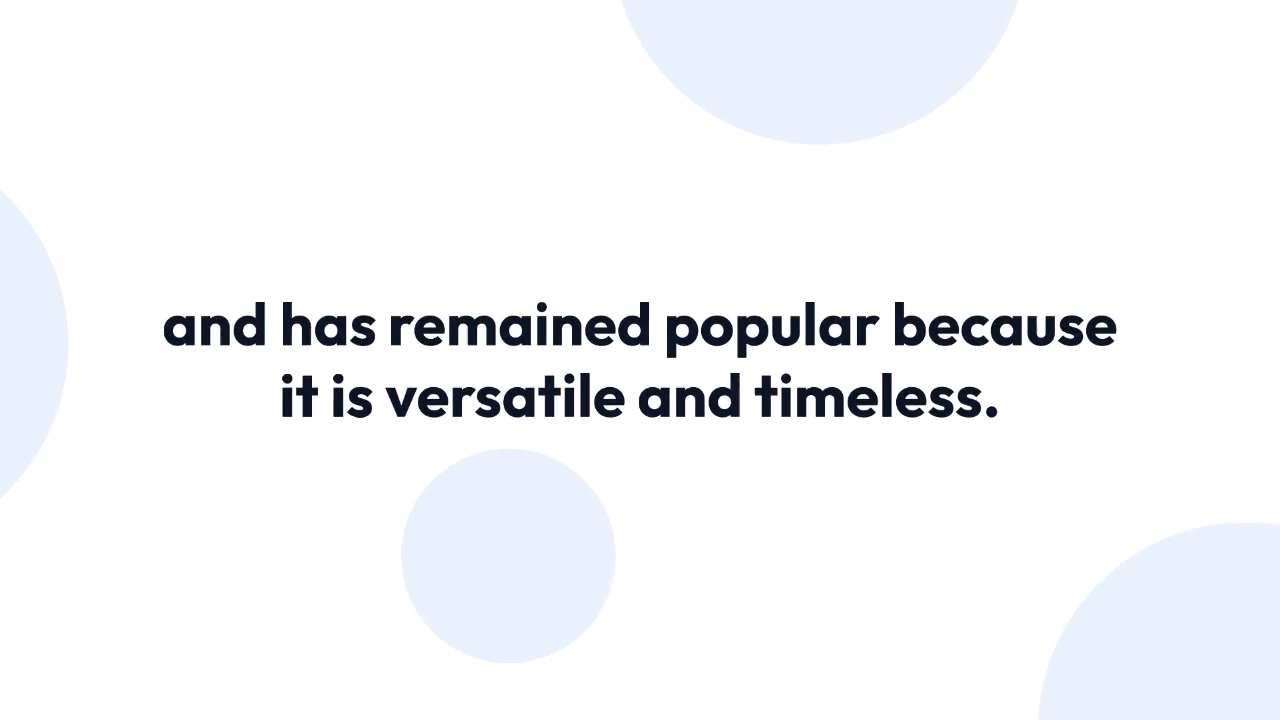 and has remained popular because
it is versatile and timeless.